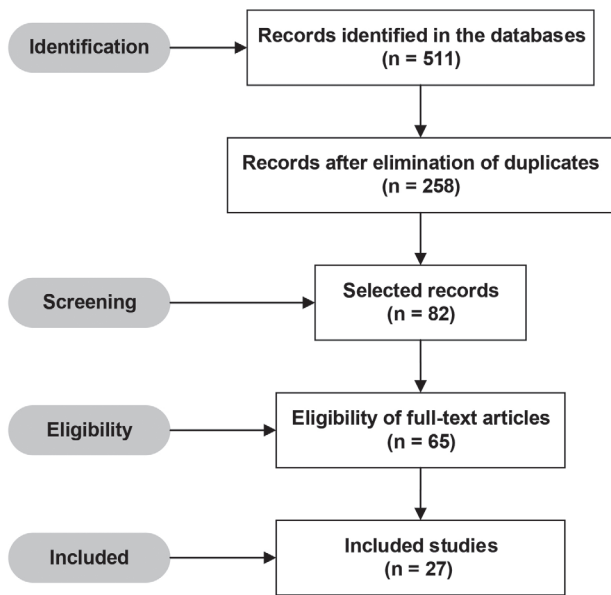 Identification
Records identified in the databases
(n = 511)
Records after elimination of duplicates
(n = 258)
Screening
Selected records
(n = 82)
Eligibility
Eligibility of full-text articles
n = 65)
Included
Included studies
(n = 27)